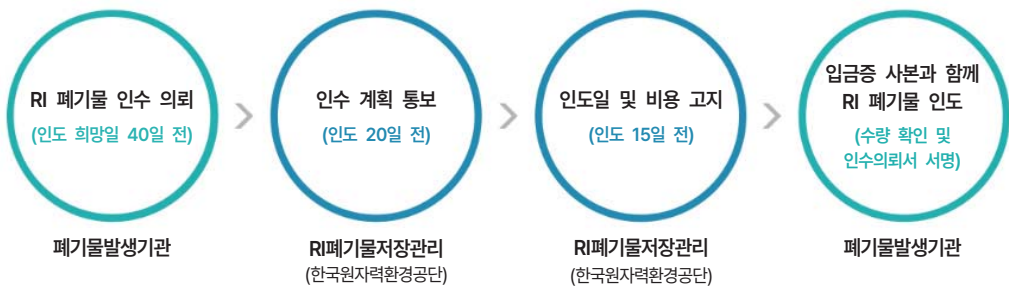 RI 폐기물 인수 의뢰
(인도 희망일 40일 전)
폐기물발생기관
인수 계획 통보
(인도 20일 전)
RI폐기물저장관리
(한국원자력환경공단)
인도일 및 비용 고지
(인도 15일 전)
RI폐기물저장관리
(한국원자력환경공단)
입금증 사본과 함께
RI 폐기물 인도
(수량 확인 및
인수의뢰서 서명)
폐기물발생기관